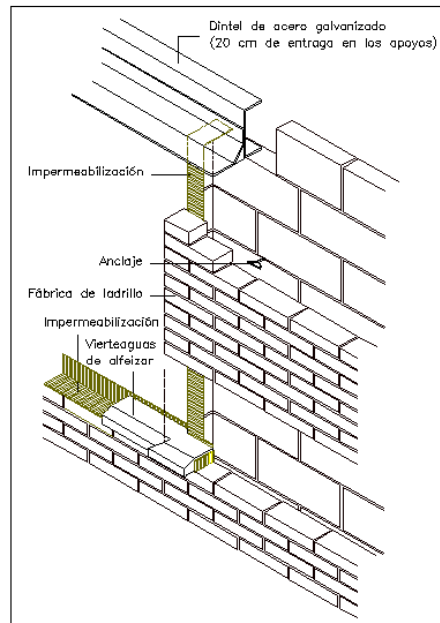 Dintel de acero galvanizado
(20 cm de entraga en los apoyos)
Impermeabilización
Anclaje
Fábrica de ladrillo
Impermeabilización
Vierteaguas
de alfeizar